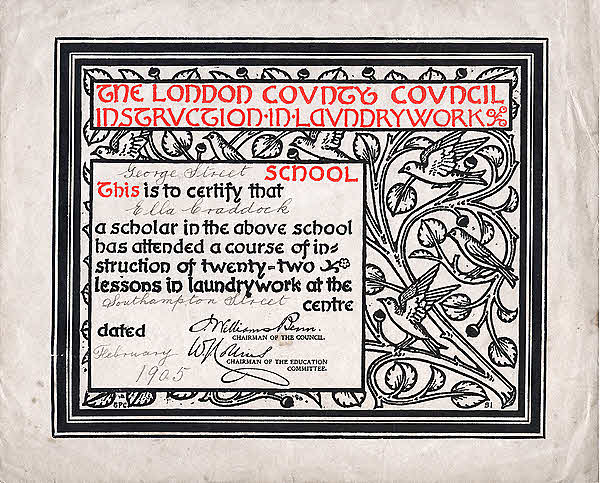 THE LONDON COUNTY COUNCIL
INSTRUCTION·IN·LAUNDRYWORK
George Street SCHOOL
This is to certify that
Ella Craddock
a scholar in the above school
has attended a course of in=
struction of twenty=two
lessons in laundrywork at the
Southampton Street centre
dated J Williams Benn.
CHAIRMAN OF THE COUNCIL.
February
CHAIRMAN OF THE EDUCATION
COMMITTEE.
1905